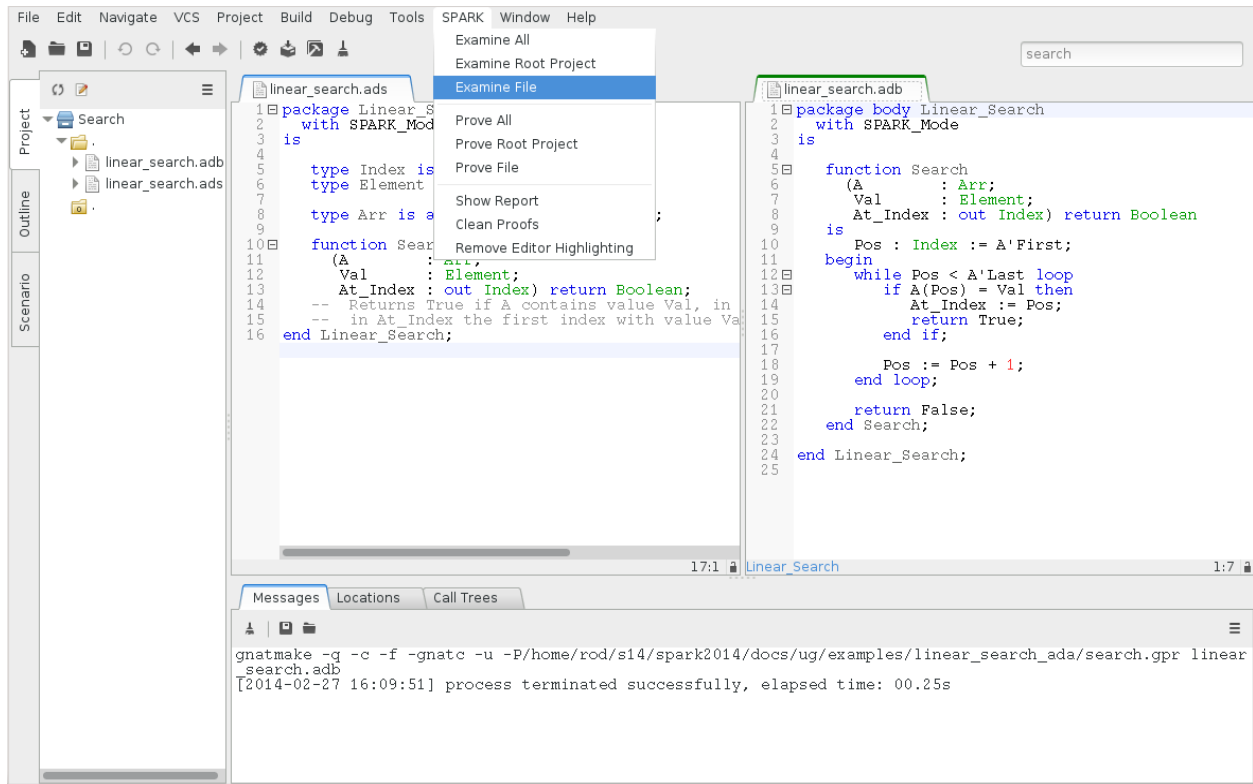 File Edit Navigate VCS Project Build Debug Tools SPARK Window Help
search
Examine All
Examine Root Project
Examine File
Prove All
Prove Root Project
Prove File
Show Report
Clean Proofs
Remove Editor Highlighting
Project
Outline
Scenario
Search
.
linear_search.adb
linear_search.ads
.
linear_search.ads
1 package Linear_S
2 with SPARK_Mod
3 is
4
5 type Index is
6 type Element
7
8 type Arr is a ;
9
10 function Sear
11 (A : Arr;
12 Val : Element;
13 At_Index : out Index) return Boolean;
14 -- Returns True if A contains value Val, in
15 -- in At_Index the first index with value Va
16 end Linear_Search;
17:1
linear_search.adb
1 package body Linear_Search
2 with SPARK_Mode
3 is
4
5 function Search
6 (A : Arr;
7 Val : Element;
8 At_Index : out Index) return Boolean
9 is
10 Pos : Index := A'First;
11 begin
12 while Pos < A'Last loop
13 if A(Pos) = Val then
14 At_Index := Pos;
15 return True;
16 end if;
17
18 Pos := Pos + 1;
19 end loop;
20
21 return False;
22 end Search;
23
24 end Linear_Search;
25
Linear_Search 1:7
Messages Locations Call Trees
gnatmake -q -c -f -gnatc -u -P/home/rod/s14/spark2014/docs/ug/examples/linear_search_ada/search.gpr linear
_search.adb
[2014-02-27 16:09:51] process terminated successfully, elapsed time: 00.25s